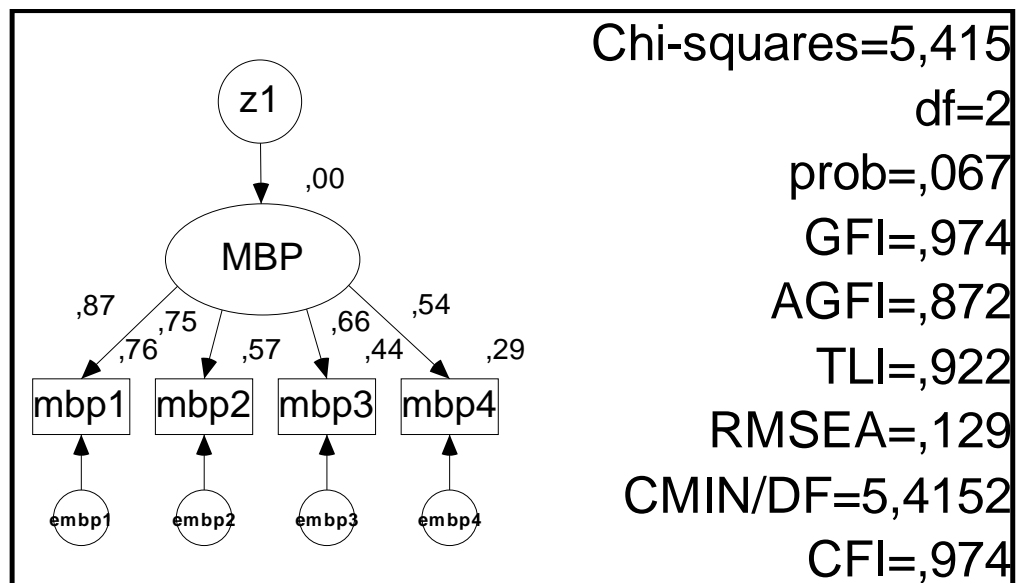 Chi-squares=5,415
df=2
prob=,067
GFI=,974
AGFI=,872
TLI=,922
RMSEA=,129
CMIN/DF=5,4152
CFI=,974
z1
,00
MBP
,87 ,75 ,66 ,54
,76 ,57 ,44 ,29
mbp1 mbp2 mbp3 mbp4
embp1 embp2 embp3 embp4